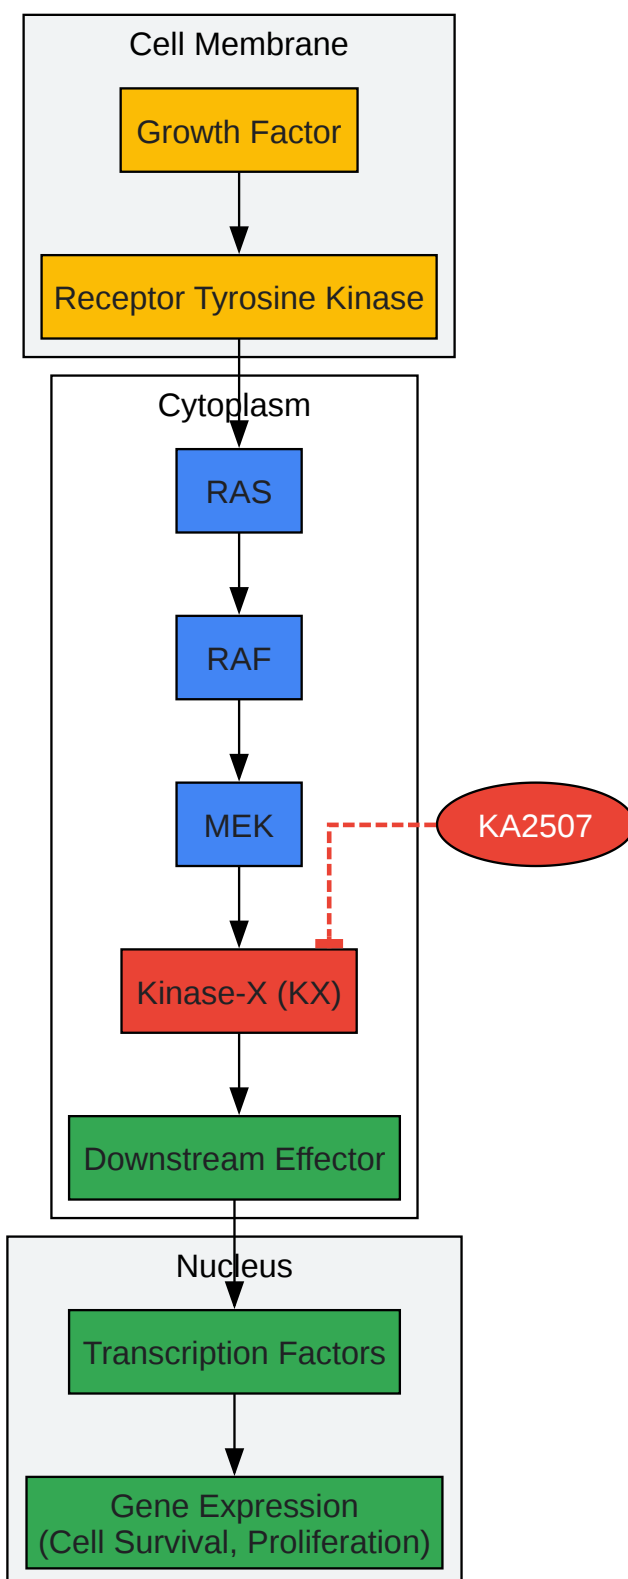 Cell Membrane
Growth Factor
Receptor Tyrosine Kinase
Cytoplasm
RAS
RAF
MEK
KA2507
Kinase-X (KX)
Downstream Effector
Nucleus
Transcription Factors
Gene Expression
(Cell Survival, Proliferation)